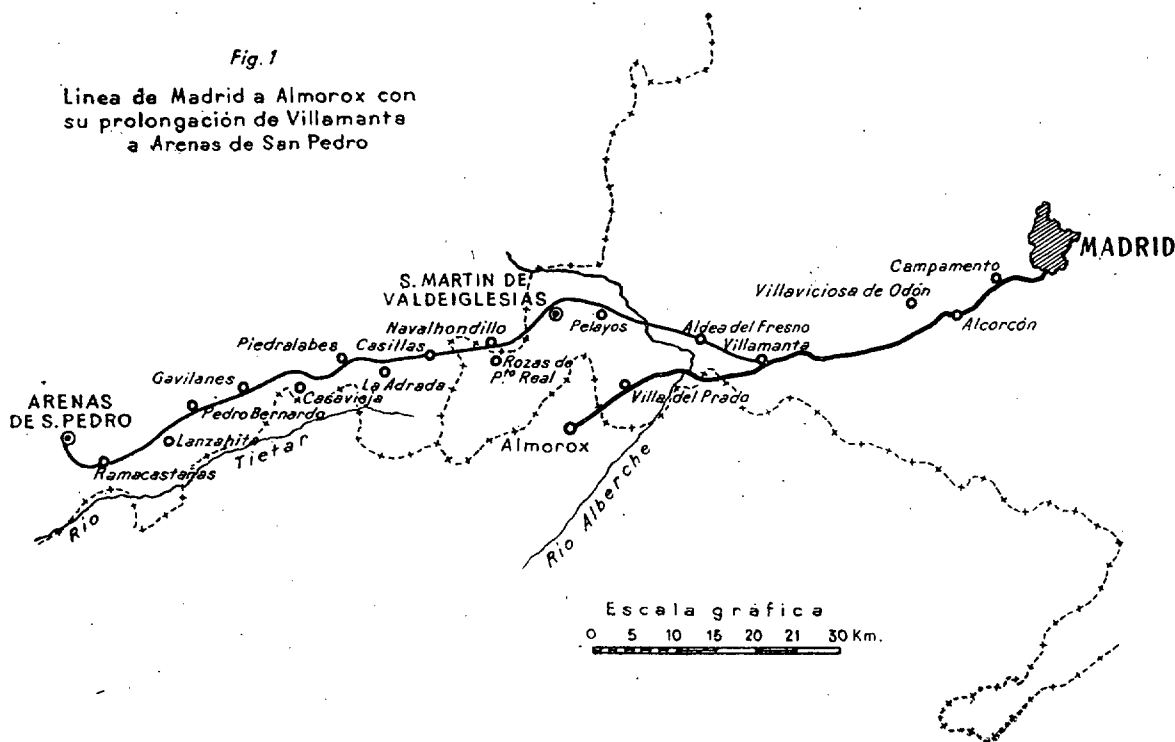 Fig. 1
Linea de Madrid a Almorox con
su prolongación de Villamanta
a Arenas de San Pedro
MADRID
Campamento
Villaviciosa de Odón
Alcorcón
S. MARTIN DE
VALDEIGLESIAS
Pelayos
Aldea del Fresno
Villamanta
Navalhondillo
Casillas
Piedralabes
Rozas de
Pto Real
La Adrada
Casavieja
Gavilanes
Pedro Bernardo
Lanzahita
ARENAS
DE S. PEDRO
Ramacastañas
RIO Tietar
Villa del Prado
Almorox
Rio Alberche
Escala gráfica
0 5 10 15 20 21 30 Km.